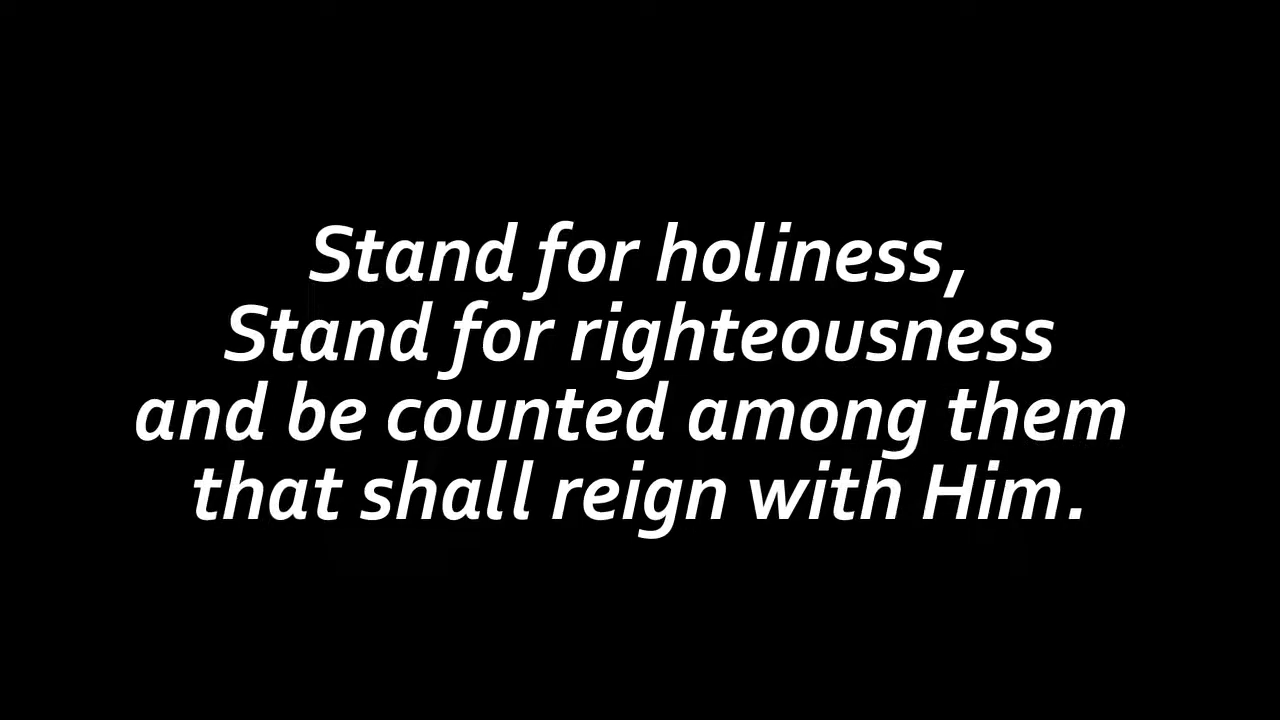 Stand for holiness,
Stand for righteousness
and be counted among them
that shall reign with Him.